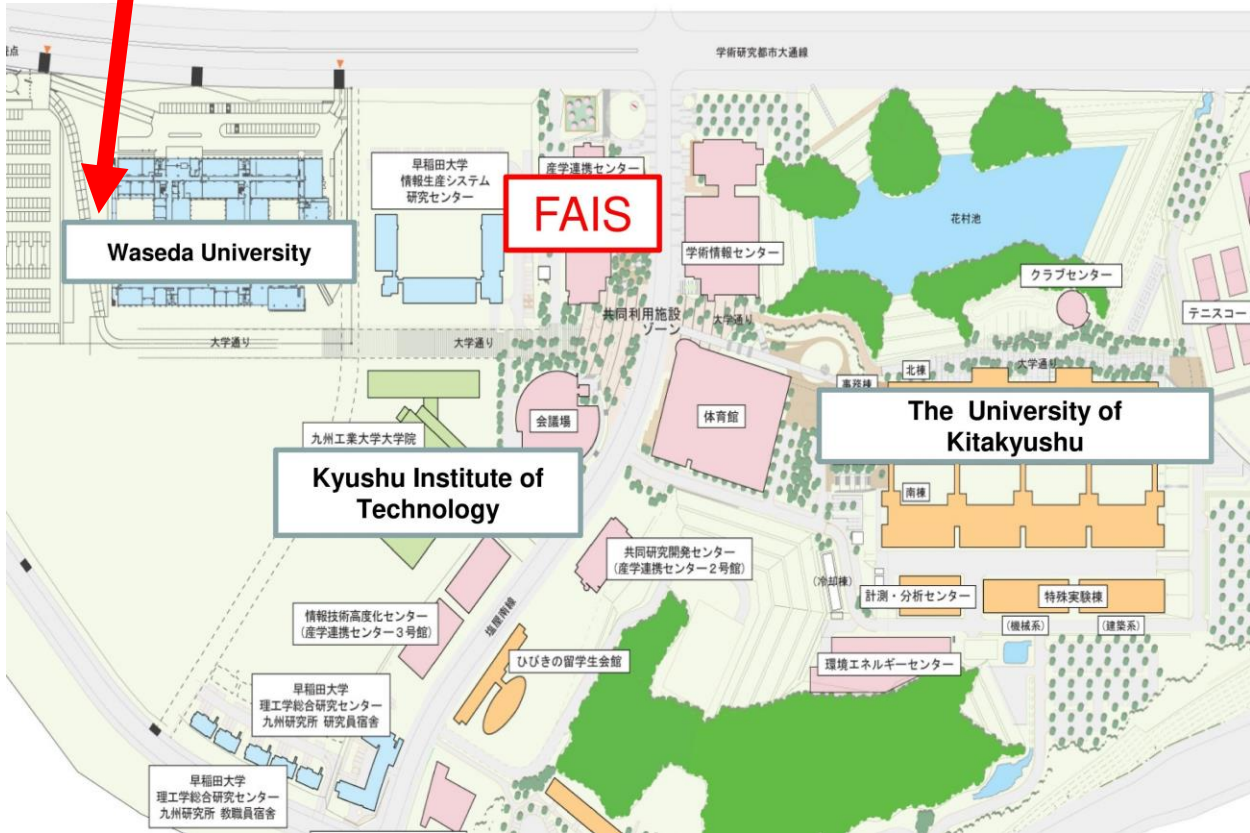 学術研究都市大通線
早稲田大学
情報生産システム
研究センター
産学連携センター
FAIS
Waseda University
学術情報センター
花村池
クラブセンター
テニスコー
共同利用施設
ゾーン
大学通り
大学通り
大学通り
大学通り
事務棟
北棟
会議場
体育館
The University of
Kitakyushu
九州工業大学大学院
Kyushu Institute of
Technology
南棟
共同研究開発センター
(産学連携センター2号館)
(冷却棟)
計測・分析センター
特殊実験棟
(機械系)
(建築系)
情報技術高度化センター
(産学連携センター3号館)
塩屋南線
ひびきの留学生会館
環境エネルギーセンター
早稲田大学
理工学総合研究センター
九州研究所 研究員宿舎
早稲田大学
理工学総合研究センター
九州研究所 教職員宿舎